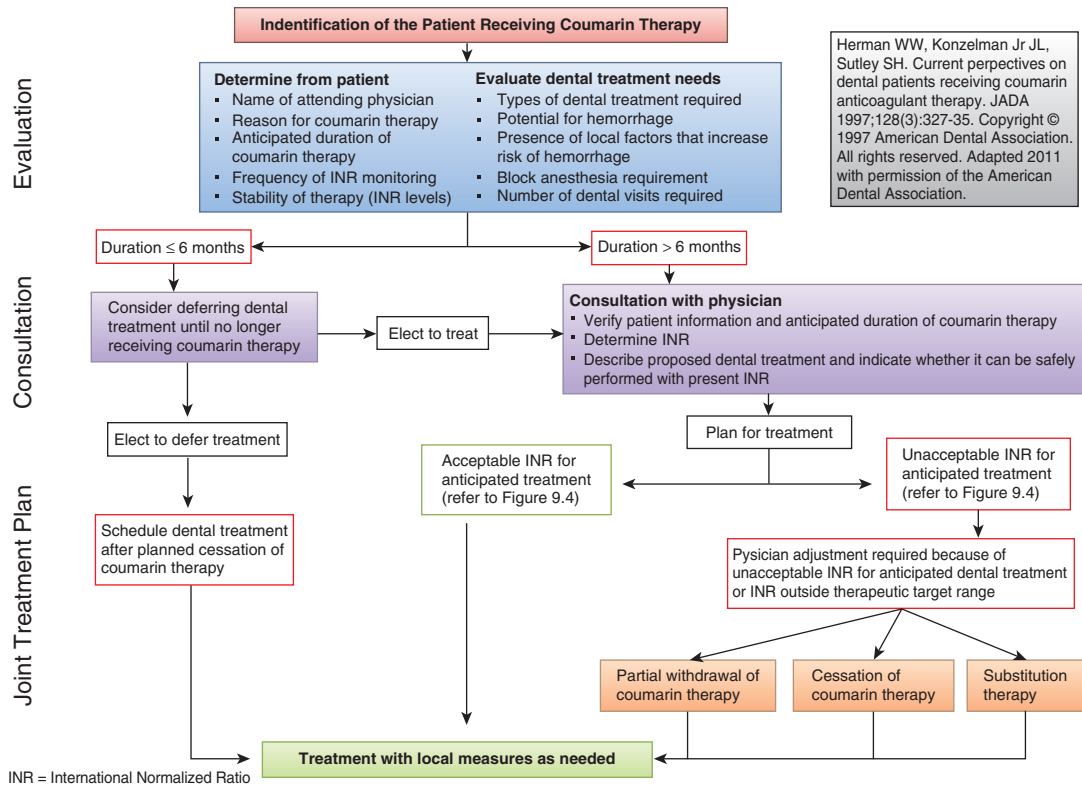 Indentification of the Patient Receiving Coumarin Therapy
Herman WW, Konzelman Jr JL,
Sutley SH. Current perpectives on
dental patients receiving coumarin
anticoagulant therapy. JADA
1997;128(3):327-35. Copyright ©
1997 American Dental Association.
All rights reserved. Adapted 2011
with permission of the American
Dental Association.
Evaluation
Determine from patient
▪ Name of attending physician
▪ Reason for coumarin therapy
▪ Anticipated duration of
coumarin therapy
▪ Frequency of INR monitoring
▪ Stability of therapy (INR levels)
Evaluate dental treatment needs
▪ Types of dental treatment required
▪ Potential for hemorrhage
▪ Presence of local factors that increase
risk of hemorrhage
▪ Block anesthesia requirement
▪ Number of dental visits required
Duration ≤ 6 months
Duration > 6 months
Consultation
Consider deferring dental
treatment until no longer
receiving coumarin therapy
Elect to treat
Consultation with physician
▪ Verify patient information and anticipated duration of coumarin therapy
▪ Determine INR
▪ Describe proposed dental treatment and indicate whether it can be safely
performed with present INR
Elect to defer treatment
Plan for treatment
Joint Treatment Plan
Acceptable INR for
anticipated treatment
(refer to Figure 9.4)
Unacceptable INR for
anticipated treatment
(refer to Figure 9.4)
Schedule dental treatment
after planned cessation of
coumarin therapy
Pysician adjustment required because of
unacceptable INR for anticipated dental treatment
or INR outside therapeutic target range
Partial withdrawal of
coumarin therapy
Cessation of
coumarin therapy
Substitution
therapy
Treatment with local measures as needed
INR = International Normalized Ratio